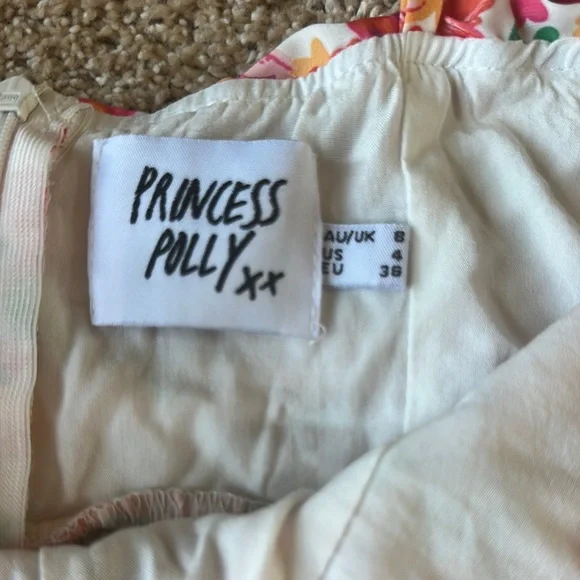 PRINCESS
POLLY xx
AU/UK 8
US 4
EU 36